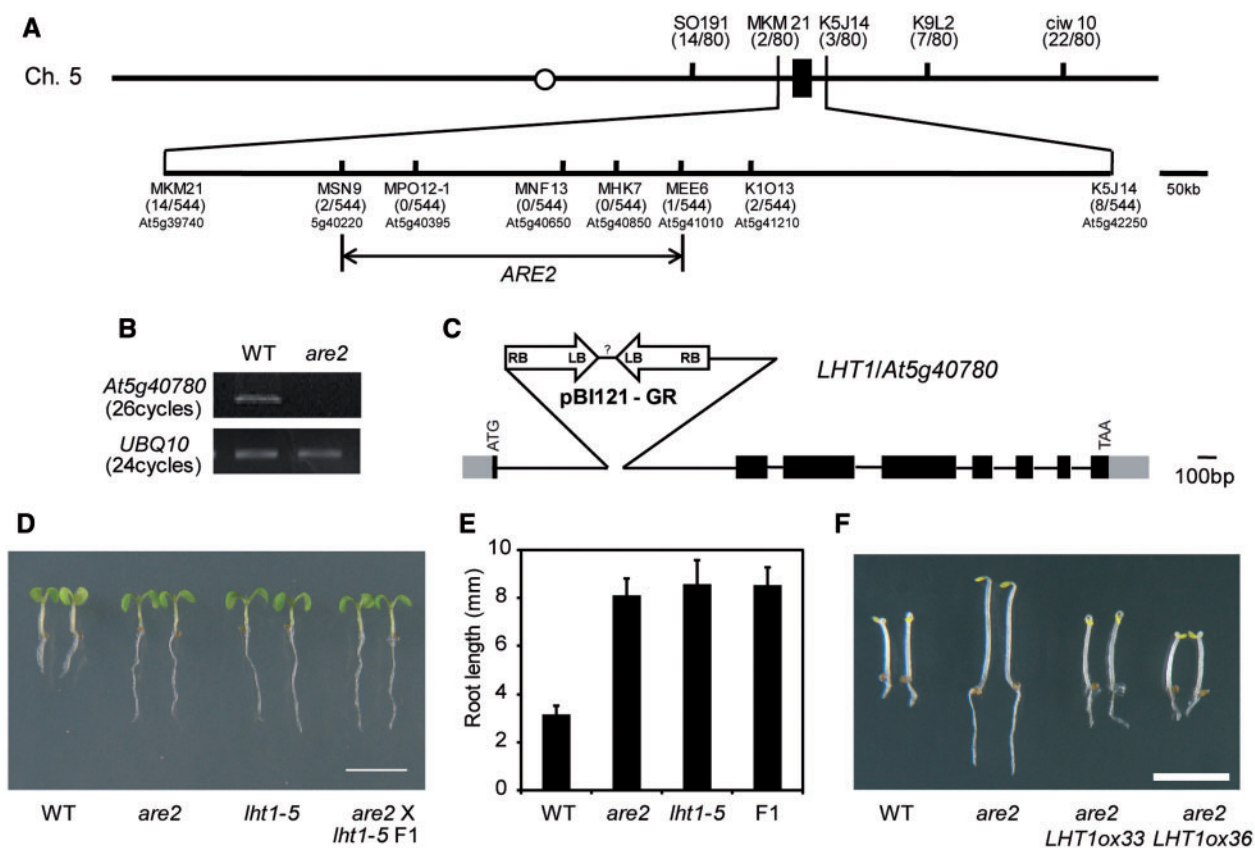 A
SO191 MKM 21 K5J14 K9L2 ciw 10
(14/80) (2/80) (3/80) (7/80) (22/80)
Ch. 5
MKM21 MSN9 MPO12-1 MNF13 MHK7 MEE6 K1O13 K5J14 50kb
(14/544) (2/544) (0/544) (0/544) (0/544) (1/544) (2/544) (8/544)
At5g39740 5g40220 At5g40395 At5g40650 At5g40850 At5g41010 At5g41210 At5g42250
ARE2
B
WT are2
At5g40780
(26cycles)
UBQ10
(24cycles)
C
RB LB ? LB RB
pBI121 - GR
LHT1/At5g40780
ATG
TAA
100bp
D
WT are2 lht1-5 are2 X
lht1-5 F1
E
Root length (mm)
10
8
6
4
2
0
WT are2 lht1-5 F1
F
WT are2 are2 are2
LHT1ox33 LHT1ox36